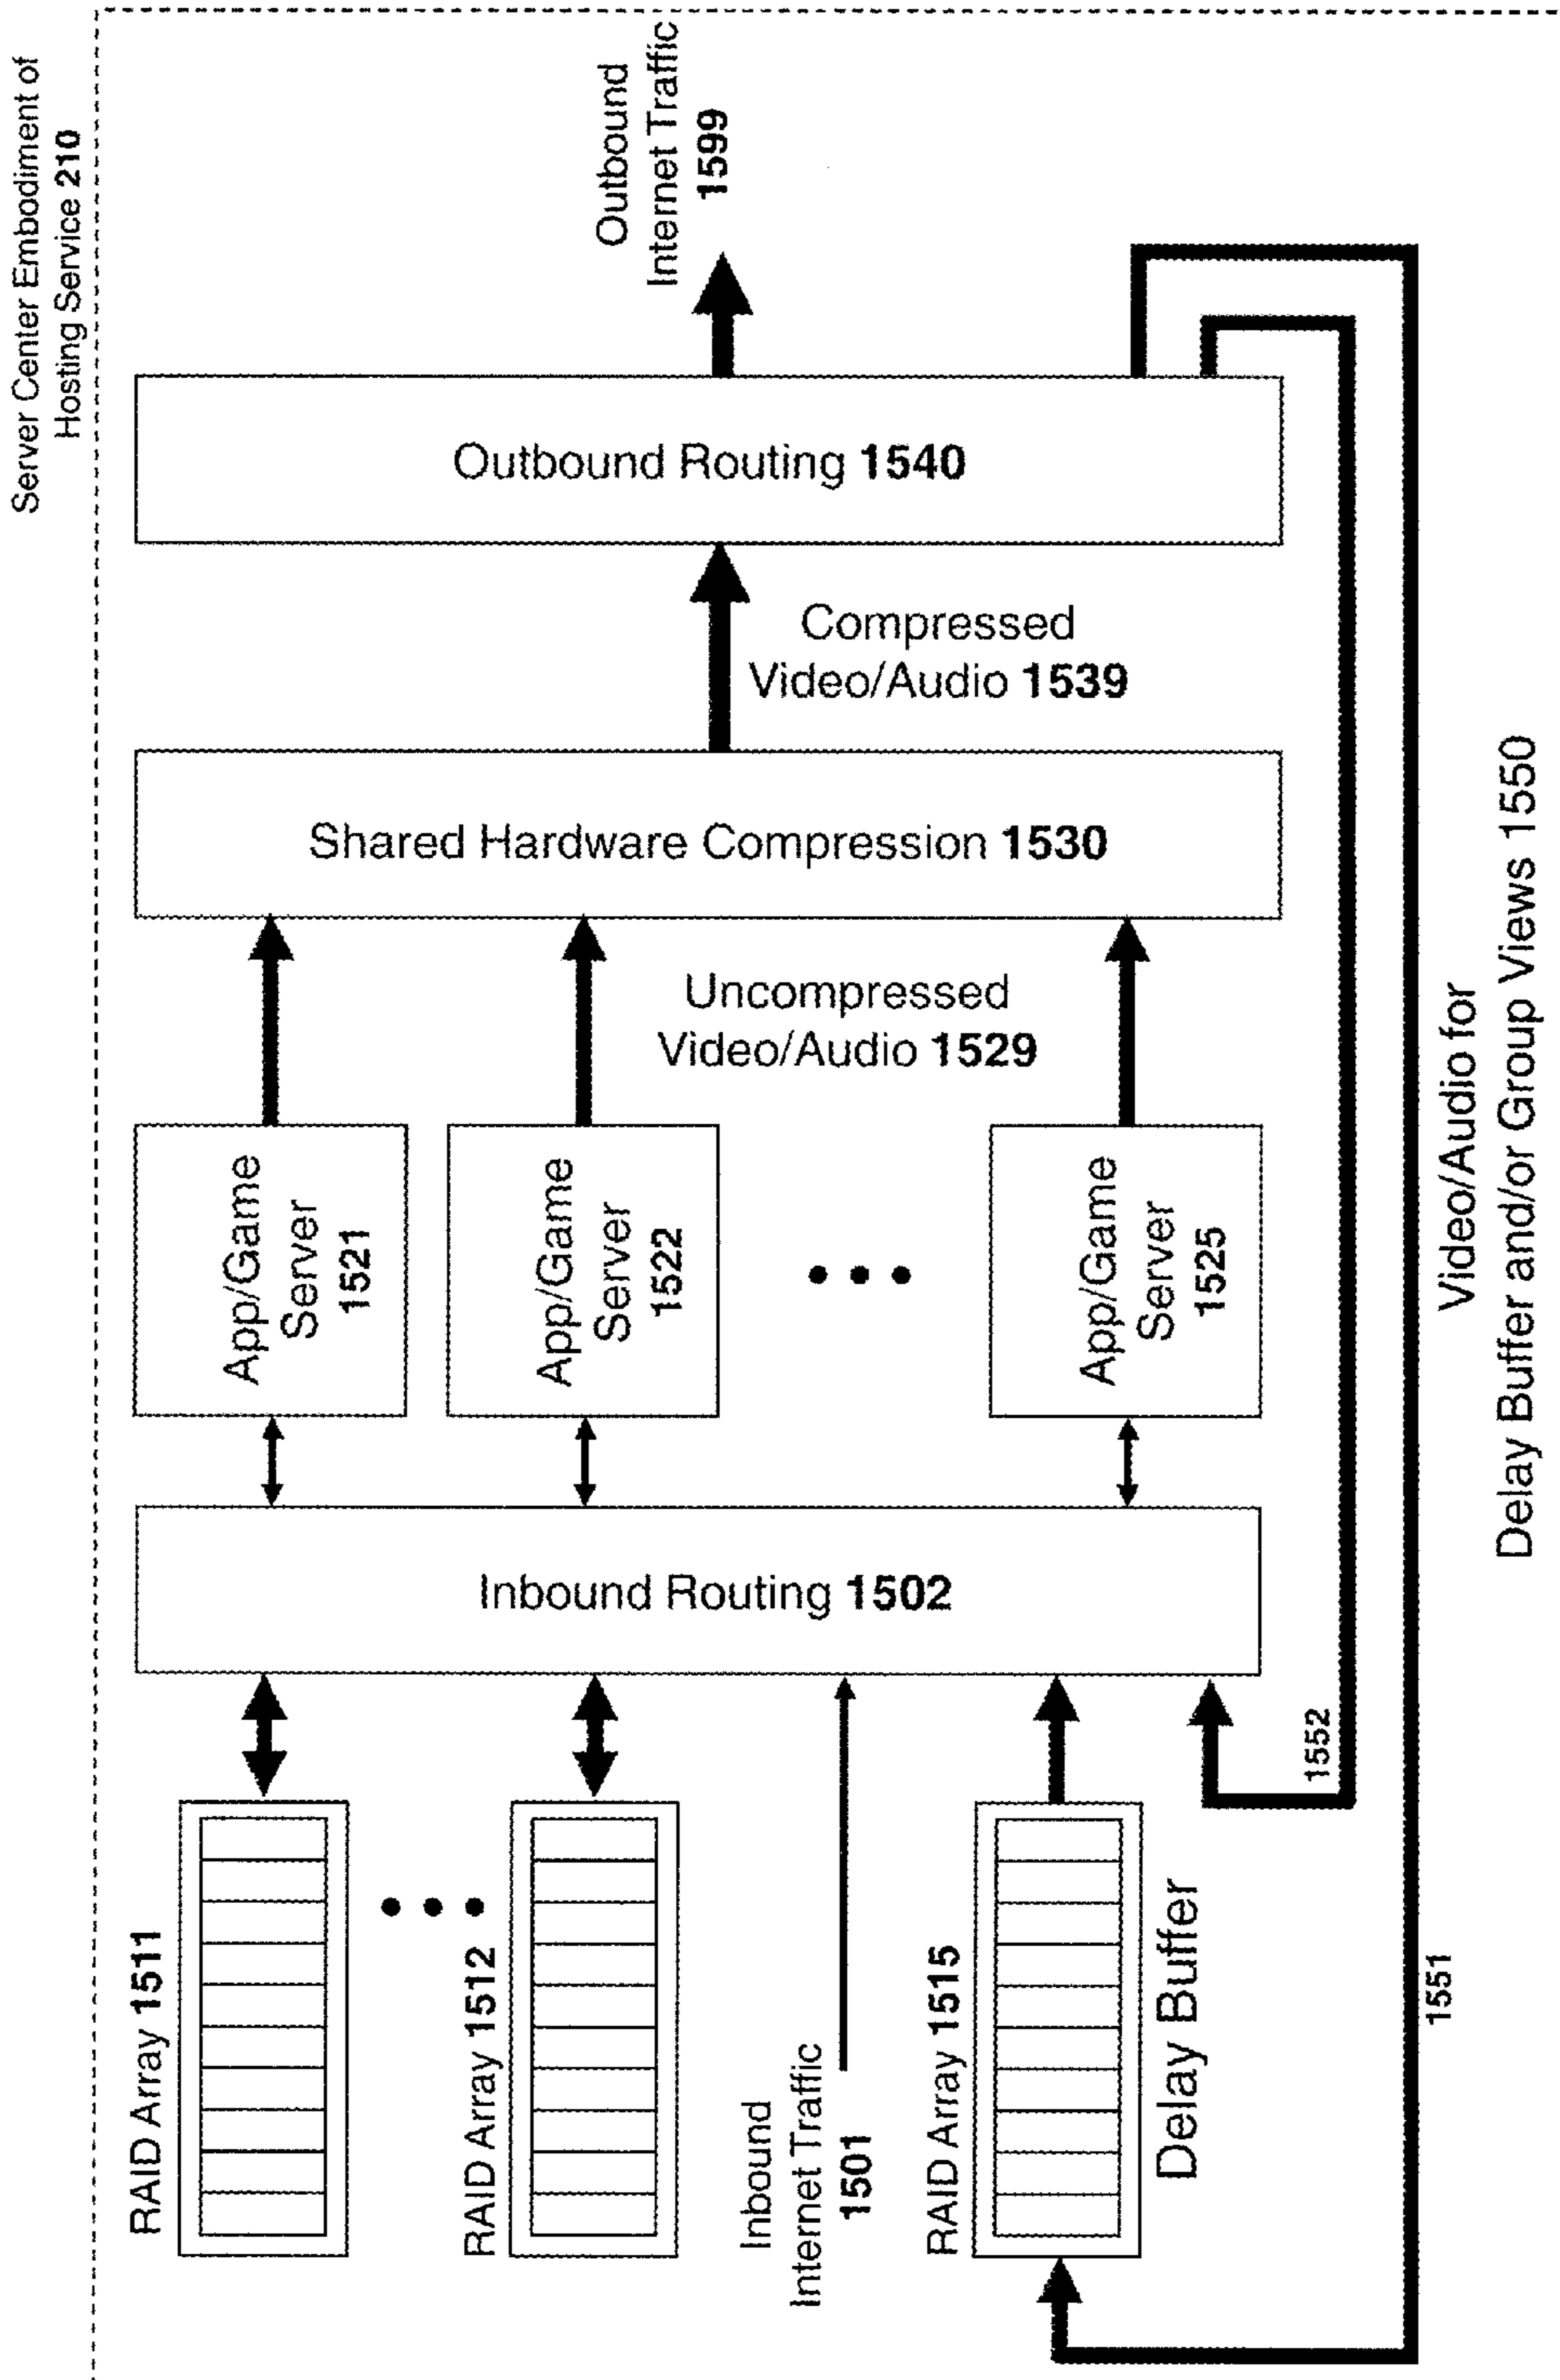 Server Center Embodiment of
Hosting Service 210
RAID Array 1511
RAID Array 1512
Inbound
Internet Traffic
1501
RAID Array 1515
Delay Buffer
Inbound Routing 1502
App/Game
Server
1521
App/Game
Server
1522
App/Game
Server
1525
Uncompressed
Video/Audio 1529
Shared Hardware Compression 1530
Compressed
Video/Audio 1539
Outbound Routing 1540
Outbound
Internet Traffic
1599
1552
1551
Video/Audio for
Delay Buffer and/or Group Views 1550